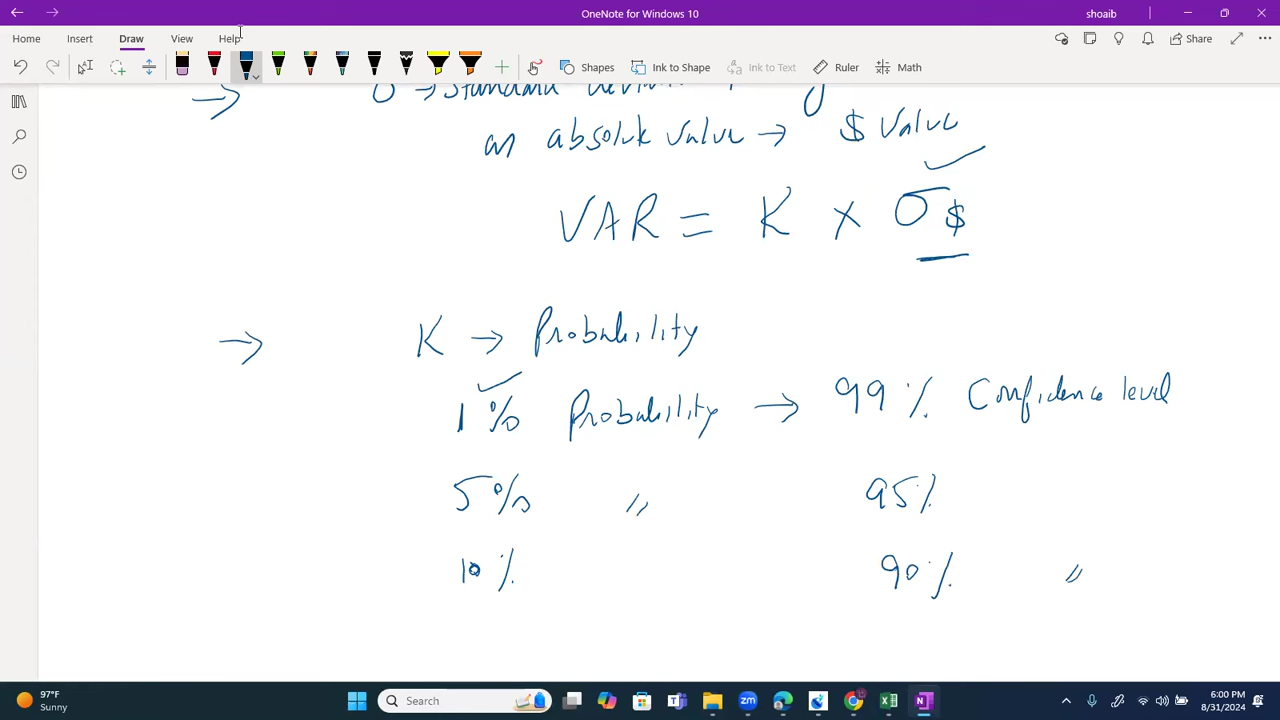 OneNote for Windows 10
shoaib
Home Insert Draw View Help
Share
Shapes Ink to Shape Ink to Text Ruler Math
σ → Standard
as absolute value → $ Value
VAR = K × σ$
→ K → Probability
1% Probability → 99% Confidence level
5% " 95%
10% 90% "
97°F
Sunny
Search
6:00 PM
8/31/2024